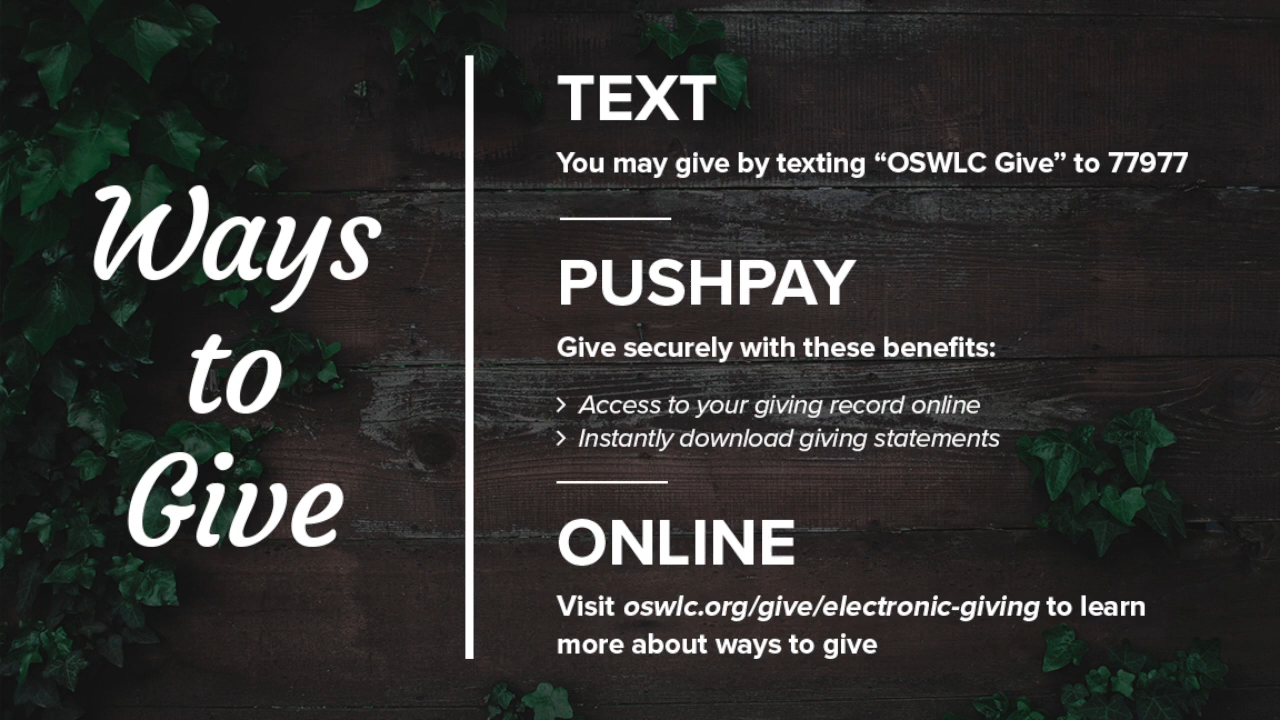 Ways
to
Give
TEXT
You may give by texting “OSWLC Give” to 77977
PUSHPAY
Give securely with these benefits:
› Access to your giving record online
› Instantly download giving statements
ONLINE
Visit oswlc.org/give/electronic-giving to learn
more about ways to give